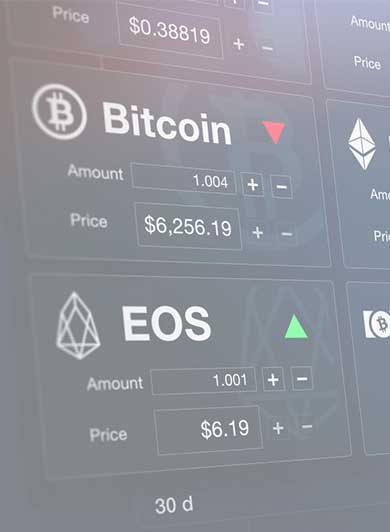 Price $0.38819 + −
Amount
Price
Bitcoin
Amount 1.004 + −
Price $6,256.19 + −
EOS
Amount 1.001 + −
Price $6.19 + −
30 d